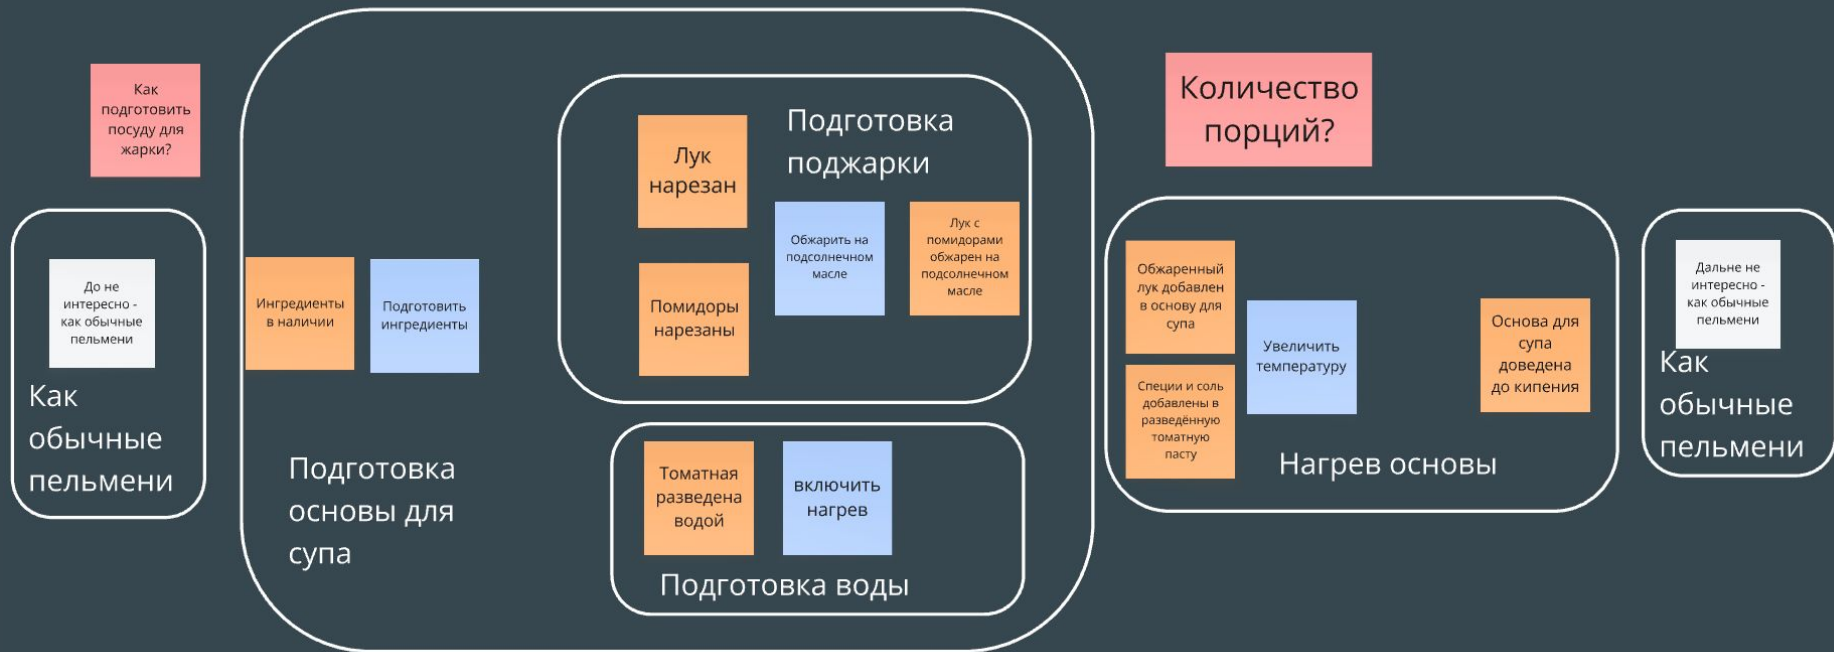 Как
подготовить
посуду для
жарки?
До не
интересно -
как обычные
пельмени
Как
обычные
пельмени
Ингредиенты
в наличии
Подготовить
ингредиенты
Подготовка
основы для
супа
Лук
нарезан
Подготовка
поджарки
Помидоры
нарезаны
Обжарить на
подсолнечном
масле
Лук с
помидорами
обжарен на
подсолнечном
масле
Томатная
разведена
водой
включить
нагрев
Подготовка воды
Количество
порций?
Обжаренный
лук добавлен
в основу для
супа
Специи и соль
добавлены в
разведённую
томатную
пасту
Увеличить
температуру
Основа для
супа
доведена
до кипения
Нагрев основы
Дальне не
интересно -
как обычные
пельмени
Как
обычные
пельмени